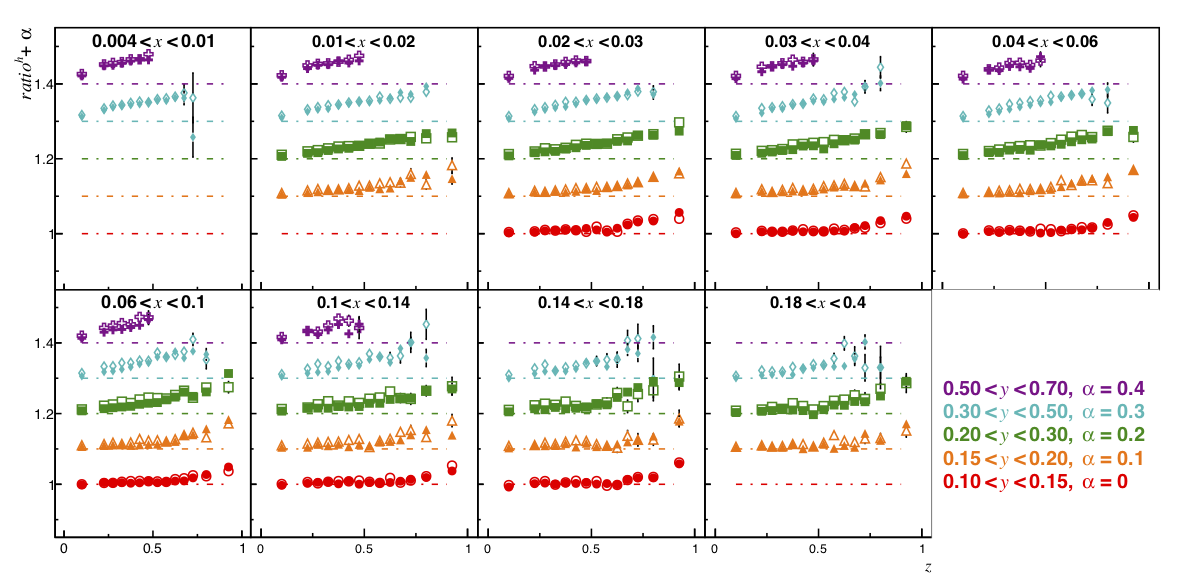 ratioʰ+ α
0.004 < x < 0.01
0.01 < x < 0.02
0.02 < x < 0.03
0.03 < x < 0.04
0.04 < x < 0.06
1.4
1.2
1
0.06 < x < 0.1
0.1 < x < 0.14
0.14 < x < 0.18
0.18 < x < 0.4
1.4
1.2
1
0.50 < y < 0.70, α = 0.4
0.30 < y < 0.50, α = 0.3
0.20 < y < 0.30, α = 0.2
0.15 < y < 0.20, α = 0.1
0.10 < y < 0.15, α = 0
0 0.5 1 0 0.5 1 0 0.5 1 0 0.5 1
z